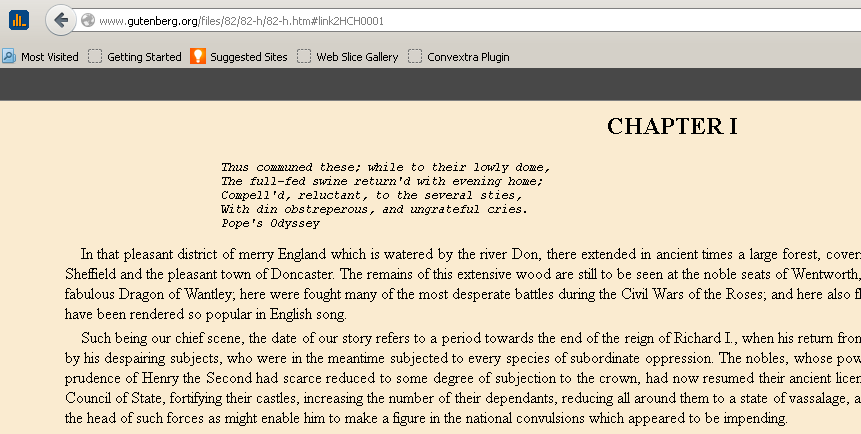 www.gutenberg.org/files/82/82-h/82-h.htm#link2HCH0001
Most Visited Getting Started Suggested Sites Web Slice Gallery Convextra Plugin
CHAPTER I
Thus communed these; while to their lowly dome,
The full-fed swine return'd with evening home;
Compell'd, reluctant, to the several sties,
With din obstreperous, and ungrateful cries.
Pope's Odyssey
In that pleasant district of merry England which is watered by the river Don, there extended in ancient times a large forest, cover
Sheffield and the pleasant town of Doncaster. The remains of this extensive wood are still to be seen at the noble seats of Wentworth,
fabulous Dragon of Wantley; here were fought many of the most desperate battles during the Civil Wars of the Roses; and here also fl
have been rendered so popular in English song.
Such being our chief scene, the date of our story refers to a period towards the end of the reign of Richard I., when his return from
by his despairing subjects, who were in the meantime subjected to every species of subordinate oppression. The nobles, whose pow
prudence of Henry the Second had scarce reduced to some degree of subjection to the crown, had now resumed their ancient licen
Council of State, fortifying their castles, increasing the number of their dependants, reducing all around them to a state of vassalage, a
the head of such forces as might enable him to make a figure in the national convulsions which appeared to be impending.